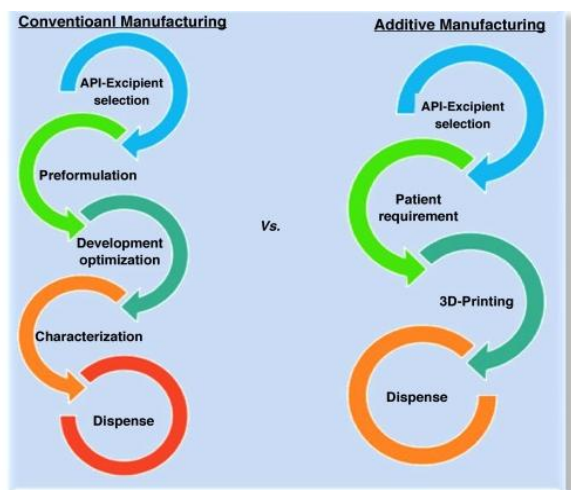 Conventioanl Manufacturing
API-Excipient
selection
Preformulation
Development
optimization
Characterization
Dispense
Vs.
Additive Manufacturing
API-Excipient
selection
Patient
requirement
3D-Printing
Dispense